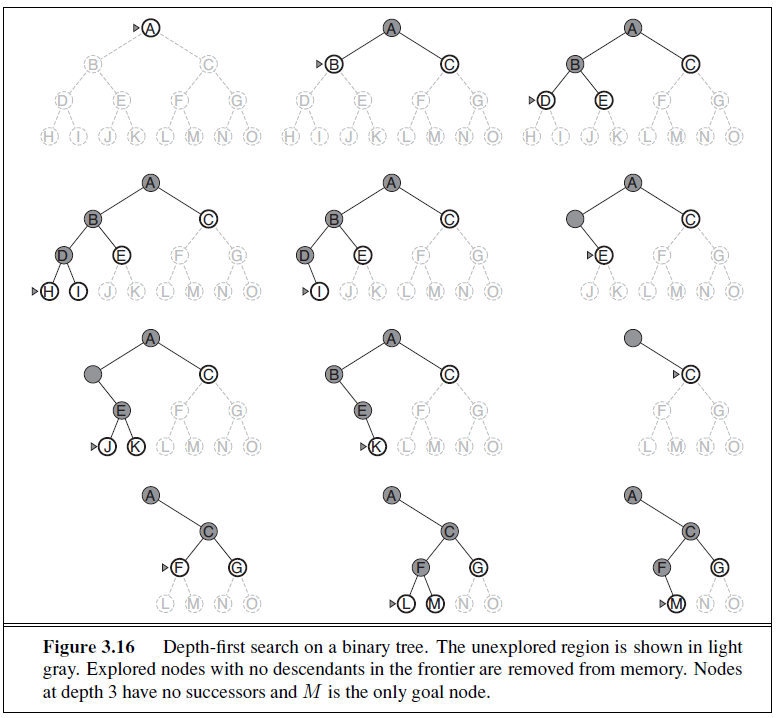 A
B C
D E F G
H I J K L M N O
A
B C
D E F G
H I J K L M N O
A
B C
D E F G
H I J K L M N O
A
B C
D E F G
H I J K L M N O
A
B C
D E F G
I J K L M N O
A
C
E F G
J K L M N O
A
C
E F G
J K L M N O
A
B C
E F G
K L M N O
C
F G
L M N O
A
C
F G
L M N O
A
C
F G
L M N O
A
C
F G
M N O
Figure 3.16 Depth-first search on a binary tree. The unexplored region is shown in light
gray. Explored nodes with no descendants in the frontier are removed from memory. Nodes
at depth 3 have no successors and M is the only goal node.